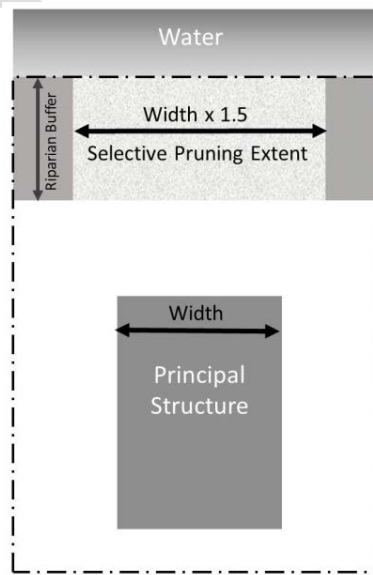 Water
Riparian Buffer
Width x 1.5
Selective Pruning Extent
Width
Principal
Structure